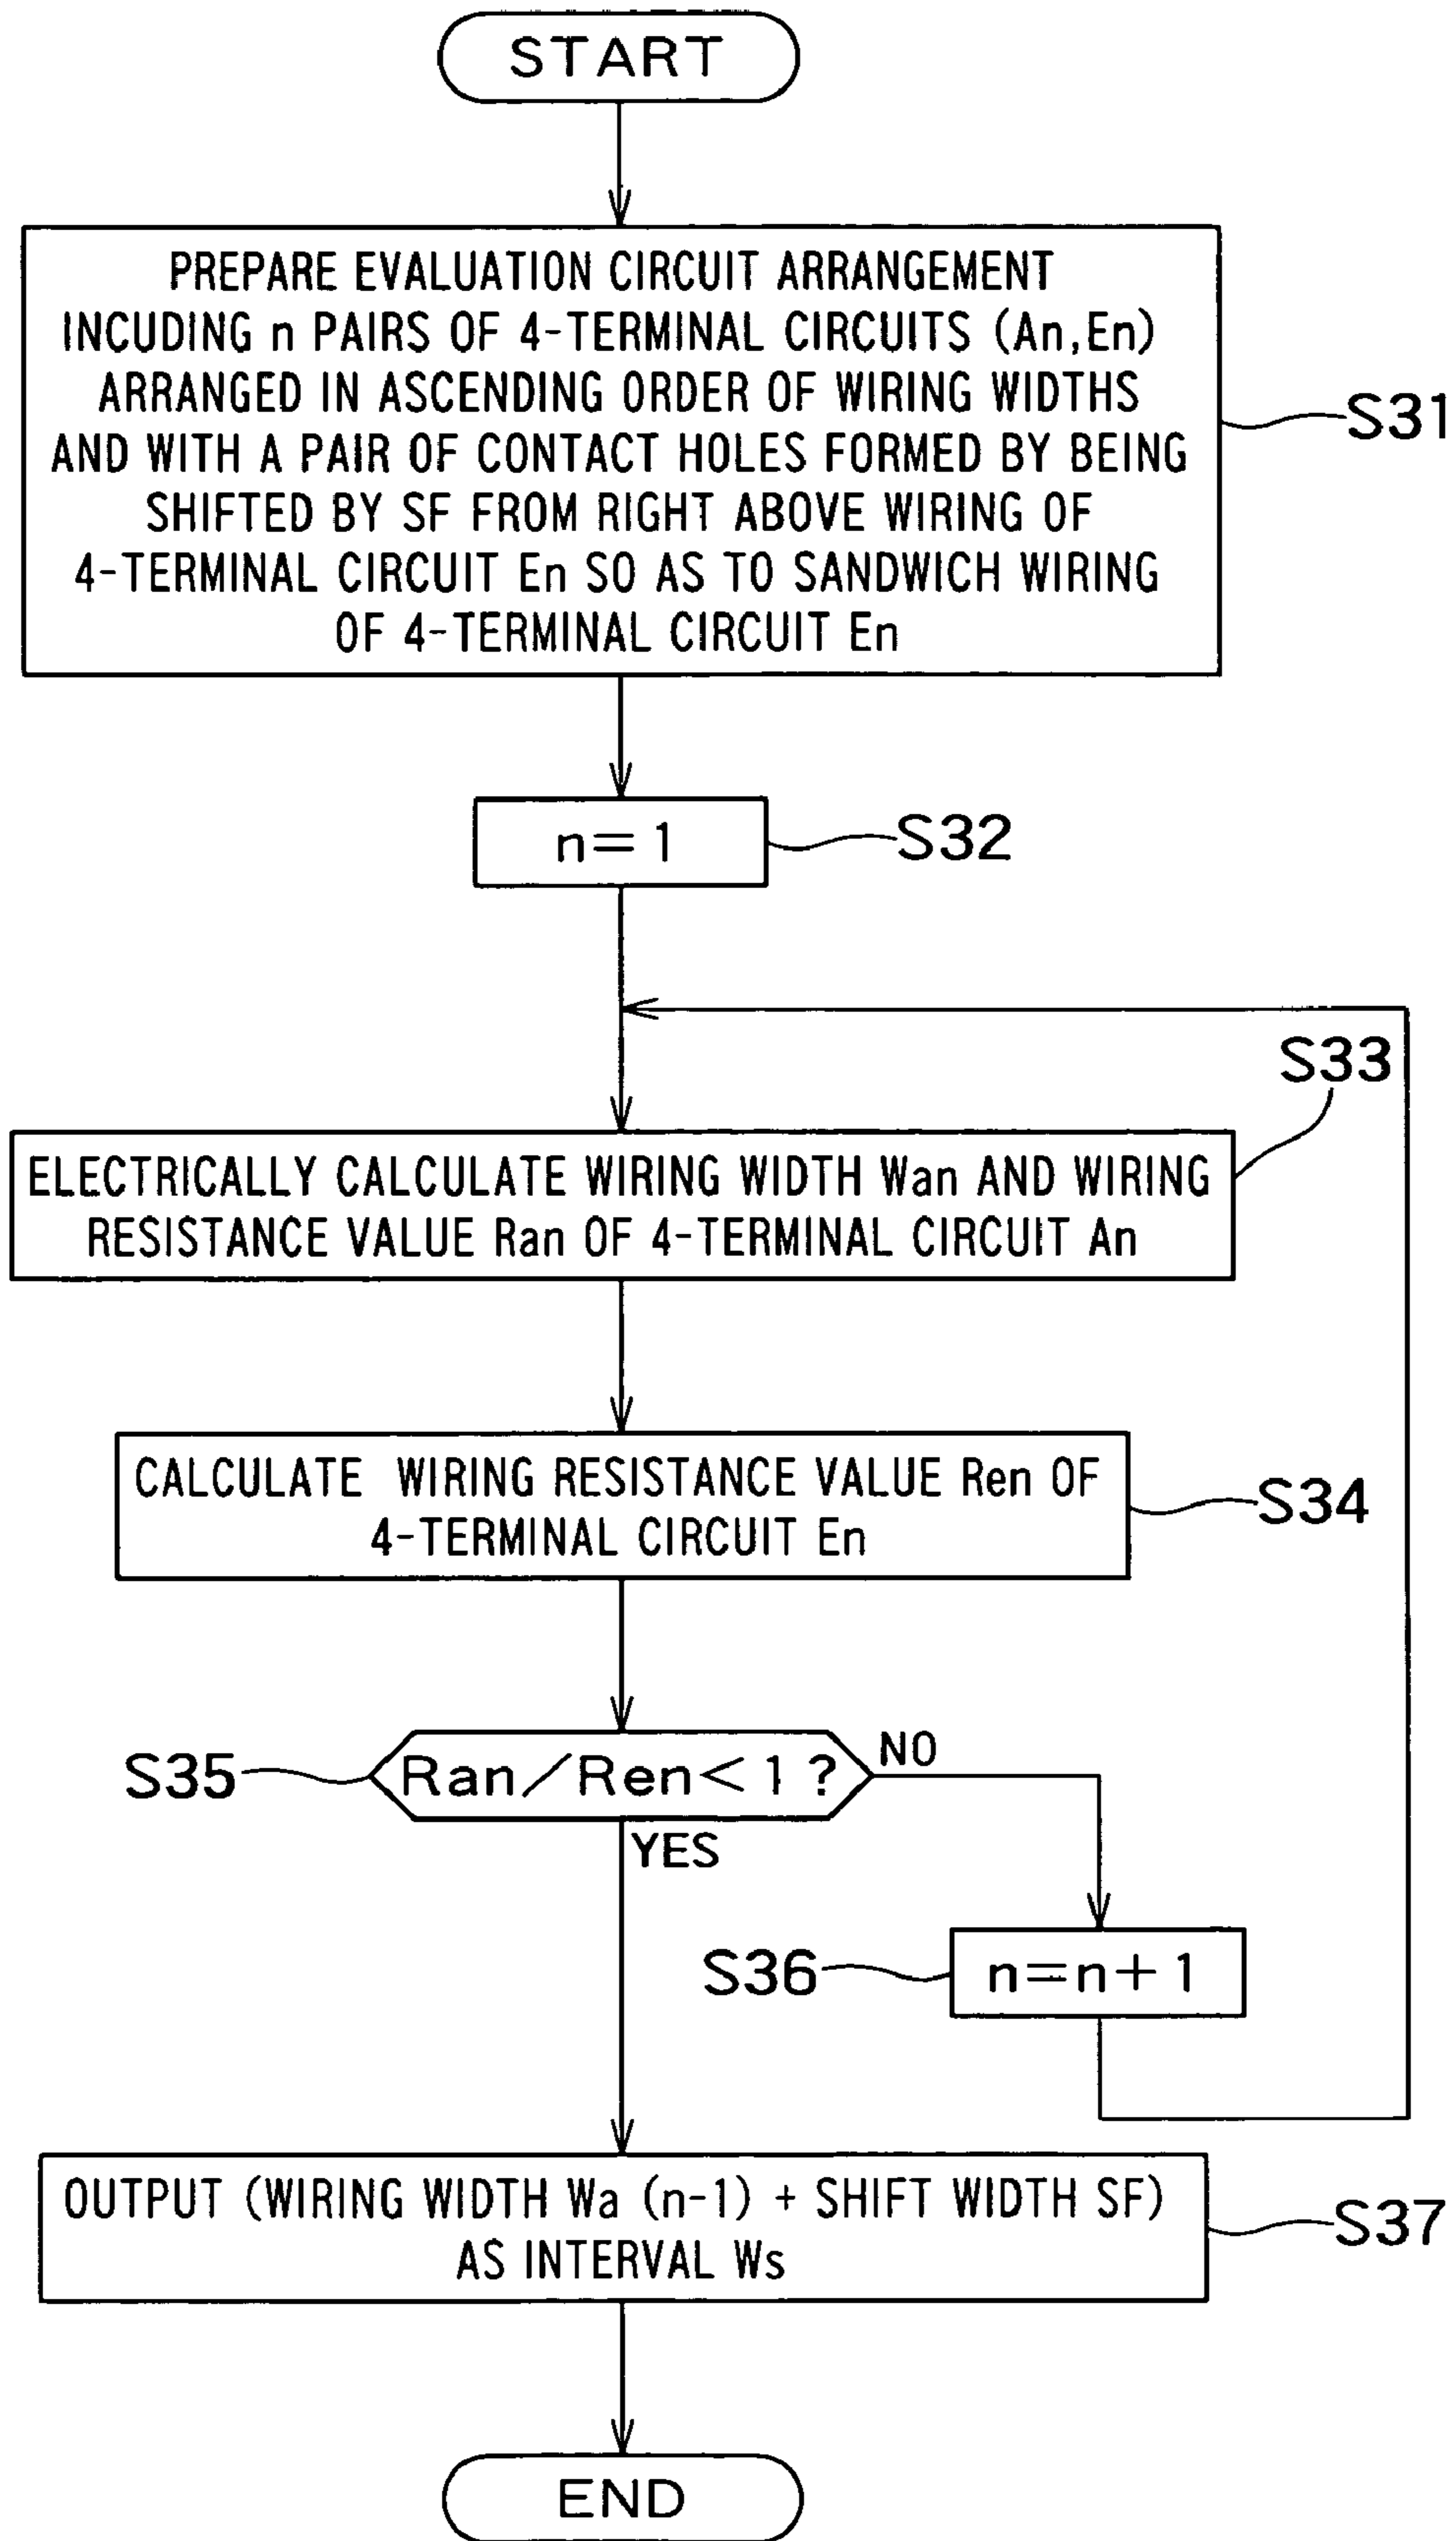 START
PREPARE EVALUATION CIRCUIT ARRANGEMENT
INCUDING n PAIRS OF 4-TERMINAL CIRCUITS (An,En)
ARRANGED IN ASCENDING ORDER OF WIRING WIDTHS
AND WITH A PAIR OF CONTACT HOLES FORMED BY BEING
SHIFTED BY SF FROM RIGHT ABOVE WIRING OF
4-TERMINAL CIRCUIT En SO AS TO SANDWICH WIRING
OF 4-TERMINAL CIRCUIT En
S31
n=1
S32
S33
ELECTRICALLY CALCULATE WIRING WIDTH Wan AND WIRING
RESISTANCE VALUE Ran OF 4-TERMINAL CIRCUIT An
CALCULATE WIRING RESISTANCE VALUE Ren OF
4-TERMINAL CIRCUIT En
S34
S35
Ran/Ren<1?
NO
YES
S36
n=n+1
OUTPUT (WIRING WIDTH Wa (n-1) + SHIFT WIDTH SF)
AS INTERVAL Ws
S37
END